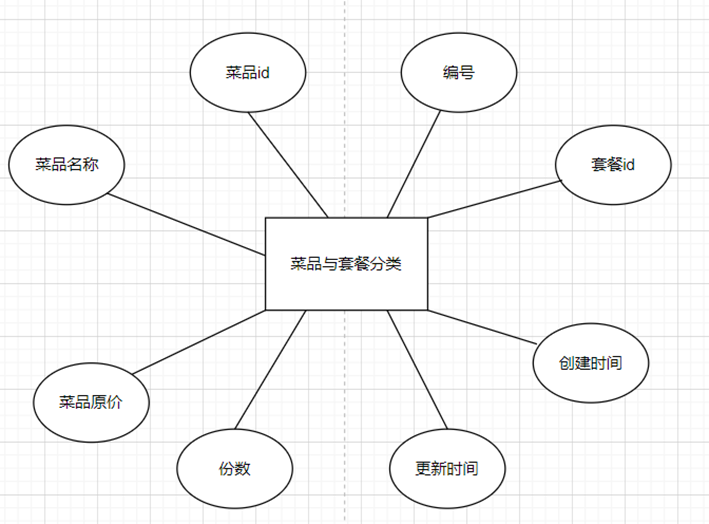 菜品id
编号
菜品名称
套餐id
菜品与套餐分类
创建时间
菜品原价
份数
更新时间